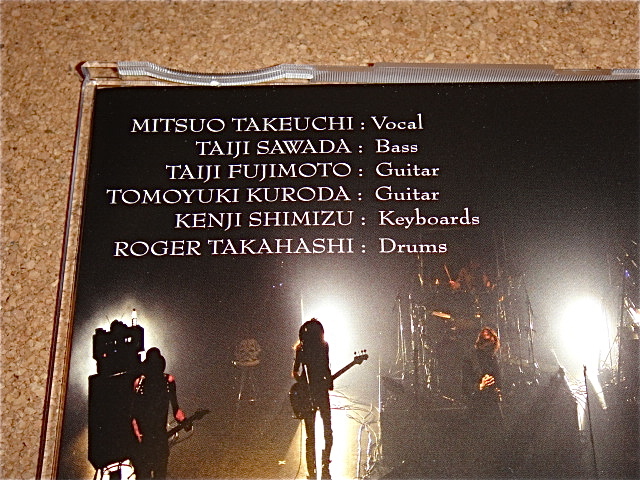 MITSUO TAKEUCHI : Vocal
TAIJI SAWADA : Bass
TAIJI FUJIMOTO : Guitar
TOMOYUKI KURODA : Guitar
KENJI SHIMIZU : Keyboards
ROGER TAKAHASHI : Drums